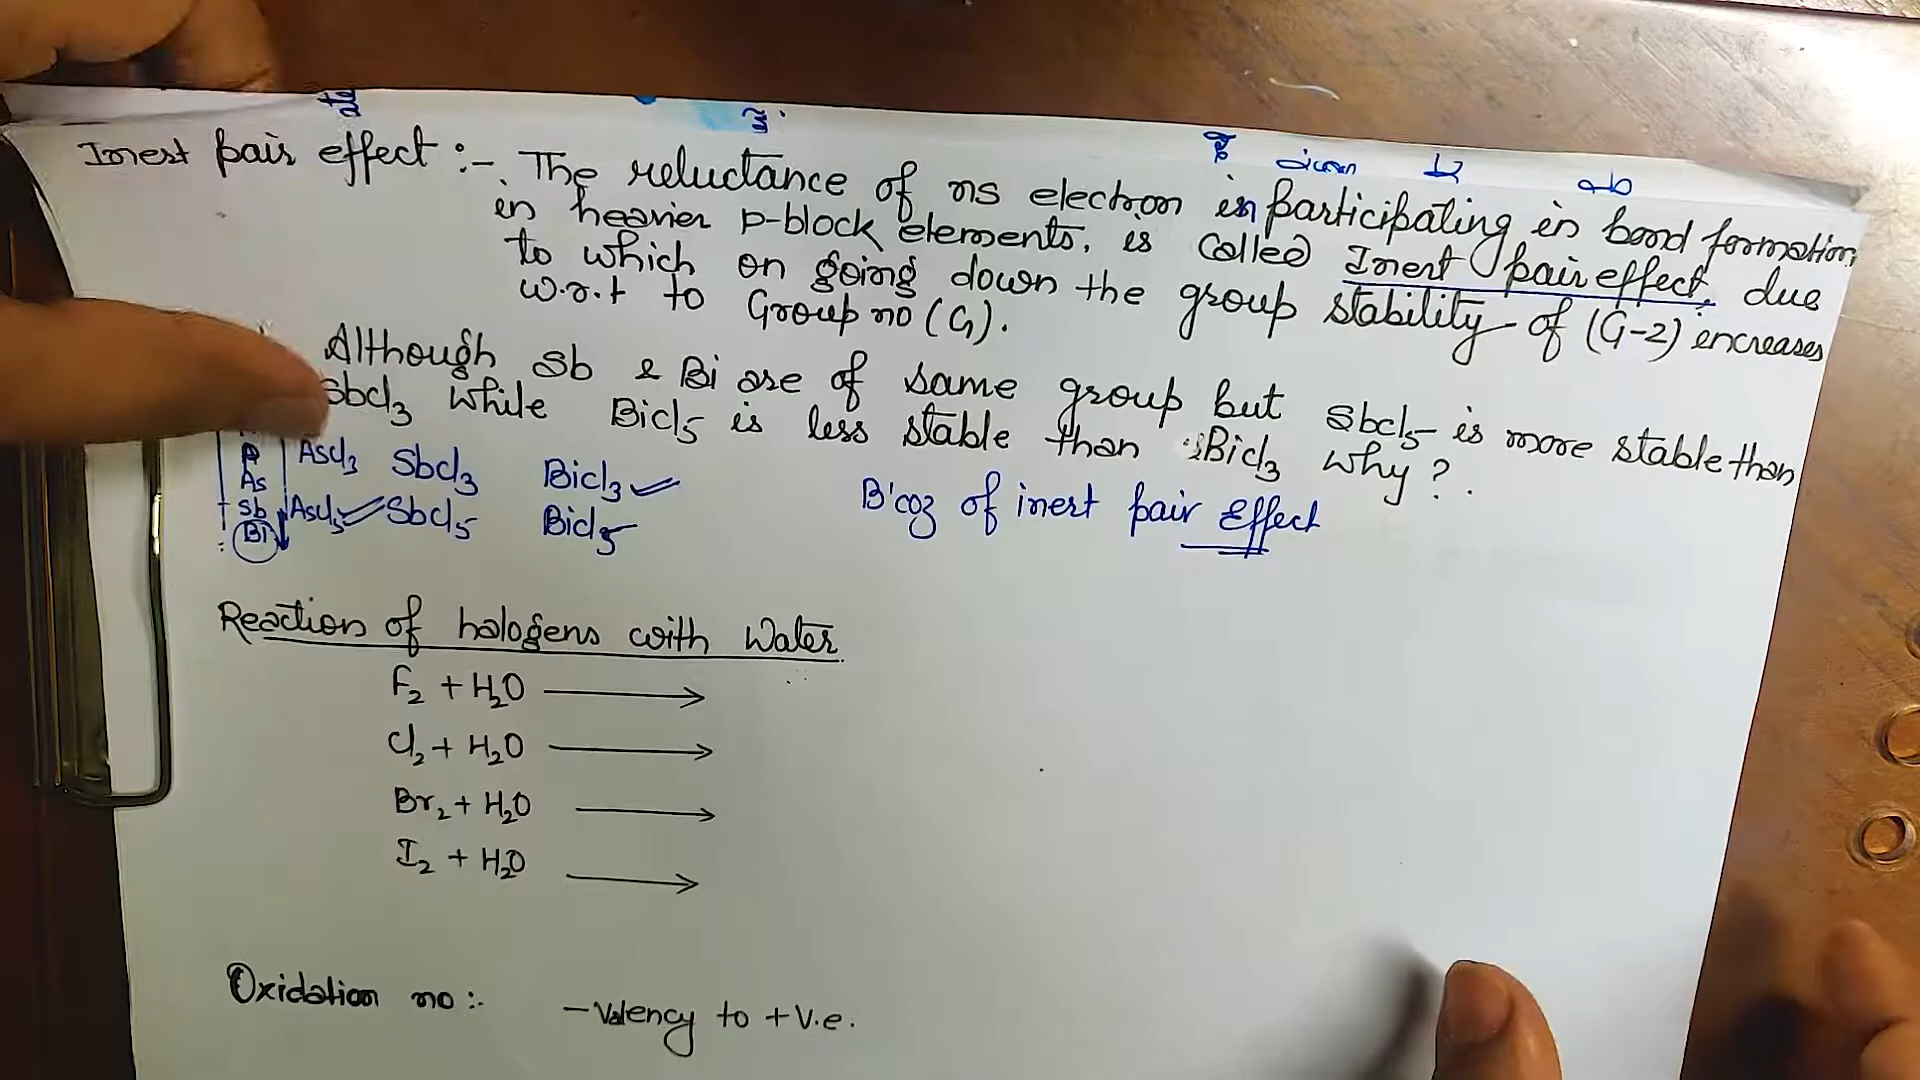 Inert pair effect :- The reluctance of ns electron in participating in bond formation
in heavier p-block elements, is called Inert pair effect, due
to which on going down the group stability of (G-2) increases
w.r.t to Group no (G).
Although Sb & Bi are of same group but SbCl5 is more stable than
SbCl3 while BiCl5 is less stable than BiCl3 why?
P
As
Sb
Bi
AsCl3 SbCl3 BiCl3
AsCl5 SbCl5 BiCl5
B'coz of inert pair Effect
Reaction of halogens with Water
F2 + H2O ⟶
Cl2 + H2O ⟶
Br2 + H2O ⟶
I2 + H2O ⟶
Oxidation no :- -Valency to +V.e.